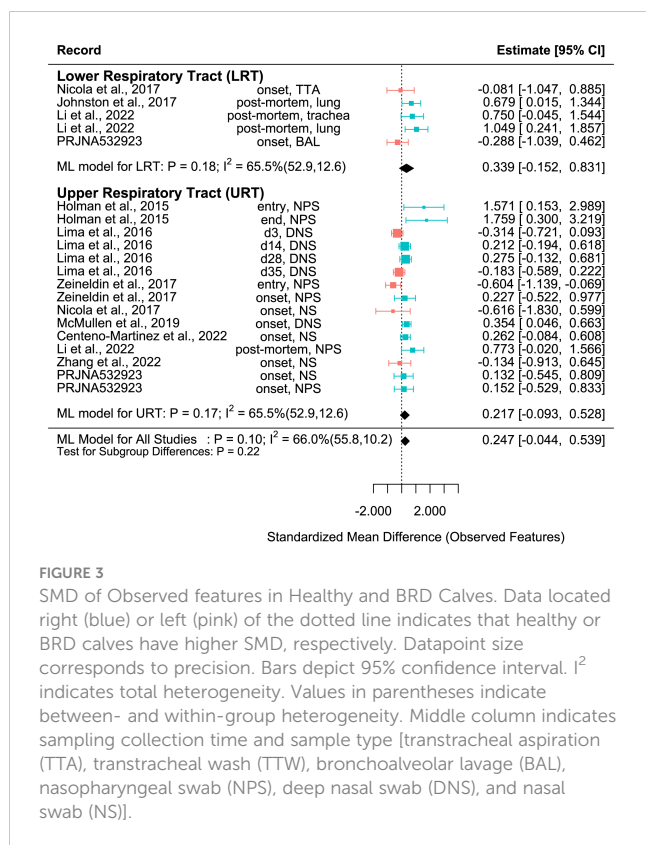 Record Estimate [95% CI]
Lower Respiratory Tract (LRT)
Nicola et al., 2017 onset, TTA -0.081 [-1.047, 0.885]
Johnston et al., 2017 post-mortem, lung 0.679 [ 0.015, 1.344]
Li et al., 2022 post-mortem, trachea 0.750 [-0.045, 1.544]
Li et al., 2022 post-mortem, lung 1.049 [ 0.241, 1.857]
PRJNA532923 onset, BAL -0.288 [-1.039, 0.462]
ML model for LRT: P = 0.18; I² = 65.5%(52.9,12.6) 0.339 [-0.152, 0.831]
Upper Respiratory Tract (URT)
Holman et al., 2015 entry, NPS 1.571 [ 0.153, 2.989]
Holman et al., 2015 end, NPS 1.759 [ 0.300, 3.219]
Lima et al., 2016 d3, DNS -0.314 [-0.721, 0.093]
Lima et al., 2016 d14, DNS 0.212 [-0.194, 0.618]
Lima et al., 2016 d28, DNS 0.275 [-0.132, 0.681]
Lima et al., 2016 d35, DNS -0.183 [-0.589, 0.222]
Zeineldin et al., 2017 entry, NPS -0.604 [-1.139, -0.069]
Zeineldin et al., 2017 onset, NPS 0.227 [-0.522, 0.977]
Nicola et al., 2017 onset, NS -0.616 [-1.830, 0.599]
McMullen et al., 2019 onset, DNS 0.354 [ 0.046, 0.663]
Centeno-Martinez et al., 2022 onset, NS 0.262 [-0.084, 0.608]
Li et al., 2022 post-mortem, NPS 0.773 [-0.020, 1.566]
Zhang et al., 2022 onset, NS -0.134 [-0.913, 0.645]
PRJNA532923 onset, NS 0.132 [-0.545, 0.809]
PRJNA532923 onset, NPS 0.152 [-0.529, 0.833]
ML model for URT: P = 0.17; I² = 65.5%(52.9,12.6) 0.217 [-0.093, 0.528]
ML Model for All Studies : P = 0.10; I² = 66.0%(55.8,10.2) 0.247 [-0.044, 0.539]
Test for Subgroup Differences: P = 0.22
-2.000 2.000
Standardized Mean Difference (Observed Features)
FIGURE 3
SMD of Observed features in Healthy and BRD Calves. Data located
right (blue) or left (pink) of the dotted line indicates that healthy or
BRD calves have higher SMD, respectively. Datapoint size
corresponds to precision. Bars depict 95% confidence interval. I²
indicates total heterogeneity. Values in parentheses indicate
between- and within-group heterogeneity. Middle column indicates
sampling collection time and sample type [transtracheal aspiration
(TTA), transtracheal wash (TTW), bronchoalveolar lavage (BAL),
nasopharyngeal swab (NPS), deep nasal swab (DNS), and nasal
swab (NS)].